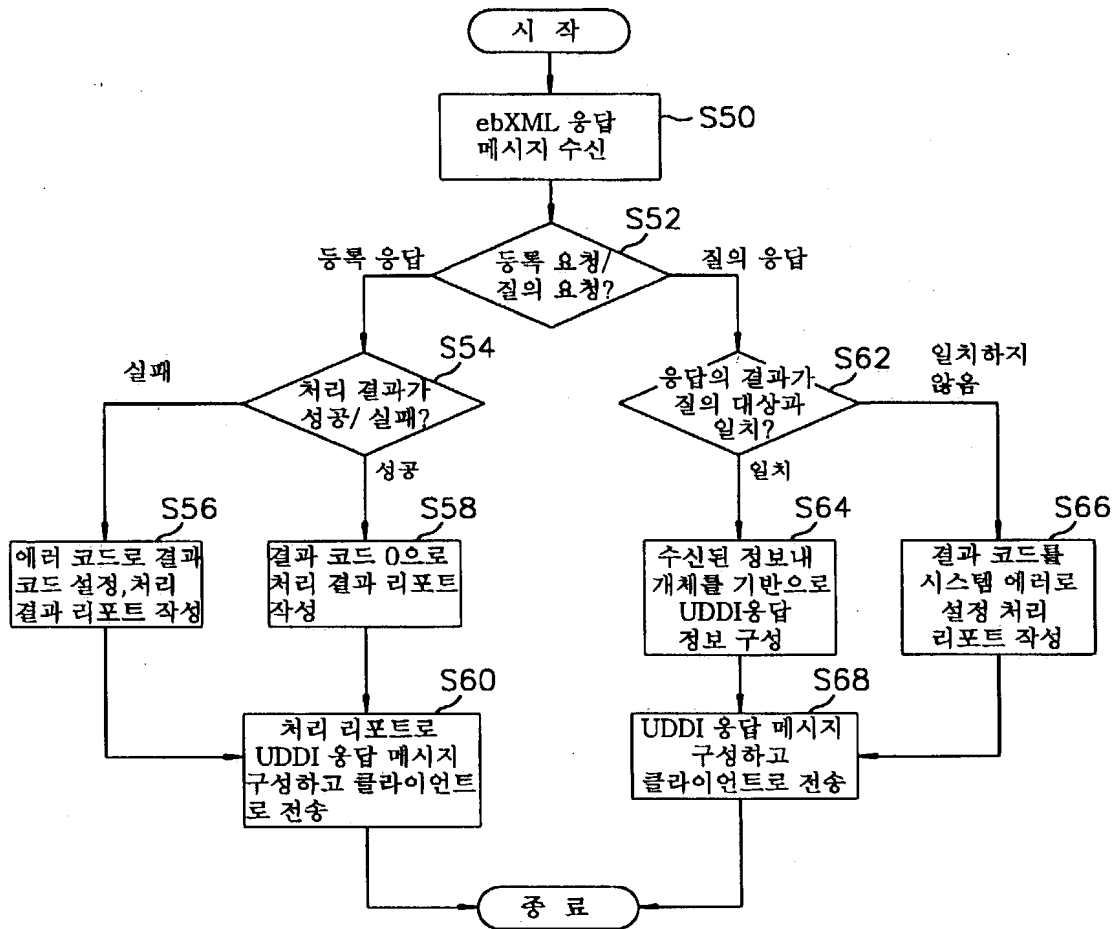 시 작
ebXML 응답
메시지 수신
S50
S52
등록 응답
등록 요청/
질의 요청?
질의 응답
S54
실패
처리 결과가
성공/ 실패?
성공
S62
응답의 결과가
질의 대상과
일치?
일치하지
않음
일치
S56
에러 코드로 결과
코드 설정,처리
결과 리포트 작성
S58
결과 코드 0으로
처리 결과 리포트
작성
S64
수신된 정보내
개체를 기반으로
UDDI응답
정보 구성
S66
결과 코드를
시스템 에러로
설정 처리
리포트 작성
S60
처리 리포트로
UDDI 응답 메시지
구성하고 클라이언트
로 전송
S68
UDDI 응답 메시지
구성하고
클라이언트로 전송
종 료